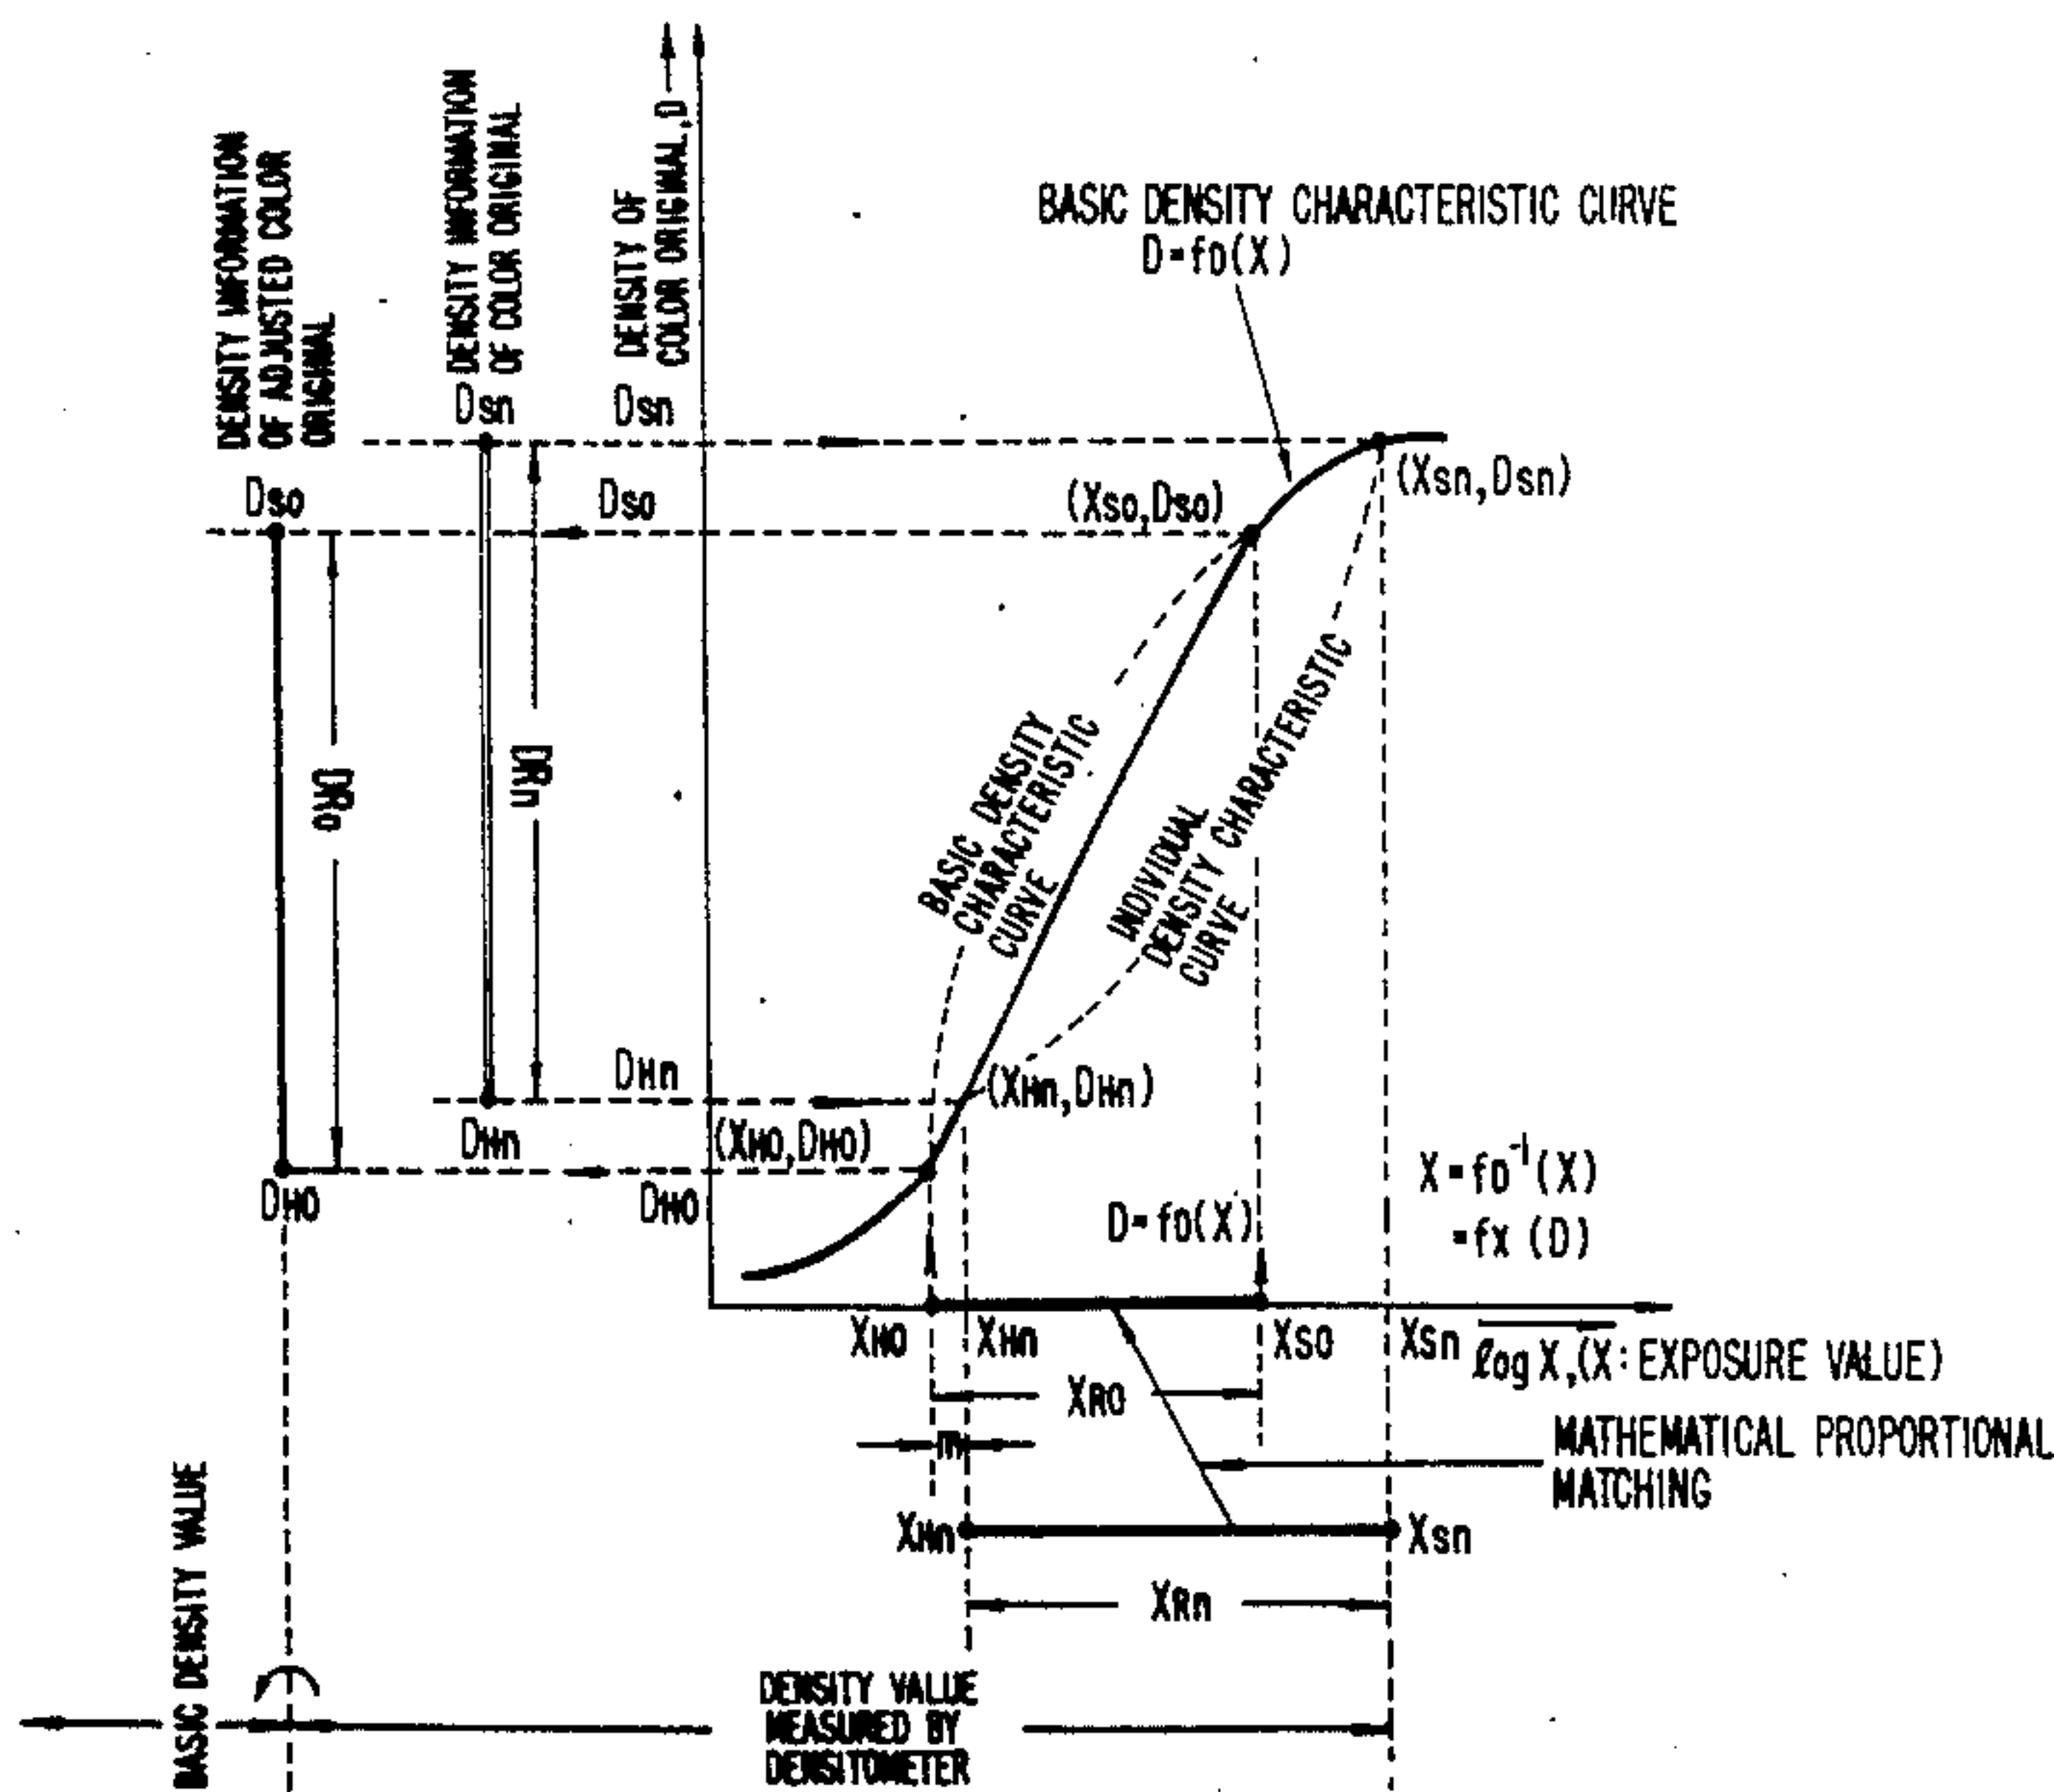 DENSITY INFORMATION
OF ADJUSTED COLOR
ORIGINAL
DENSITY INFORMATION
OF COLOR ORIGINAL
DENSITY OF
COLOR ORIGINAL, D
BASIC DENSITY CHARACTERISTIC CURVE
D=fD(X)
DSn
DSn
(XSn,DSn)
DSO
DSO
(XSO,DSO)
DRO
DRn
BASIC DENSITY
CHARACTERISTIC
CURVE
INDIVIDUAL
DENSITY CHARACTERISTIC
CURVE
DHn
(XHn,DHn)
DHn
(XHO,DHO)
DHO
DHO
D=fD(X)
X=fD⁻¹(X)
=fX (D)
XHO
XHn
XSO
XSn
log X,(X: EXPOSURE VALUE)
XRO
m
MATHEMATICAL PROPORTIONAL
MATCHING
XHn
XSn
XRn
BASIC DENSITY VALUE
DENSITY VALUE
MEASURED BY
DENSITOMETER